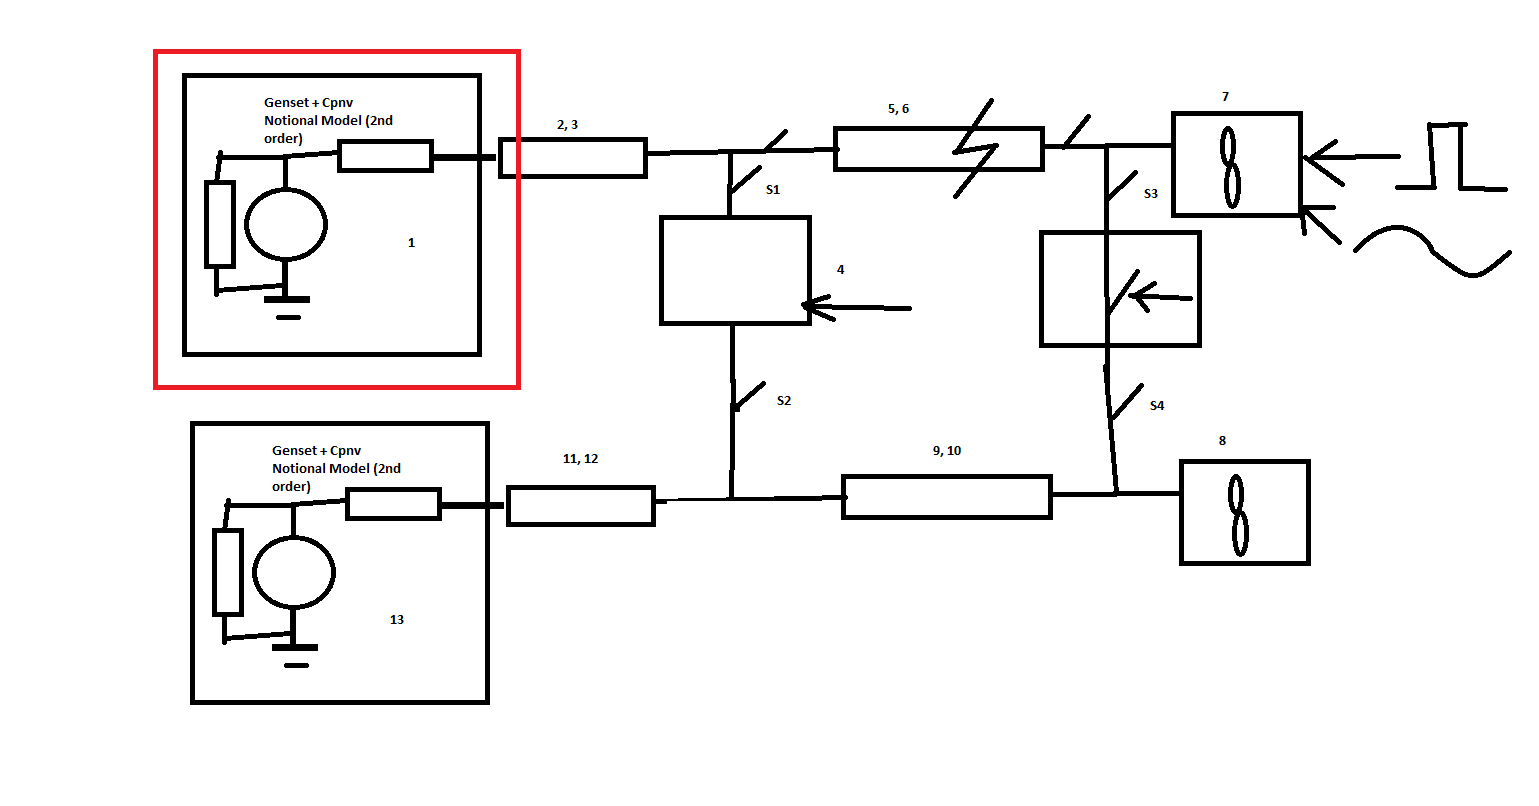 Genset + Cpnv
Notional Model (2nd
order)
1
2, 3
5, 6
7
S1
S3
4
S2
S4
Genset + Cpnv
Notional Model (2nd
order)
13
11, 12
9, 10
8